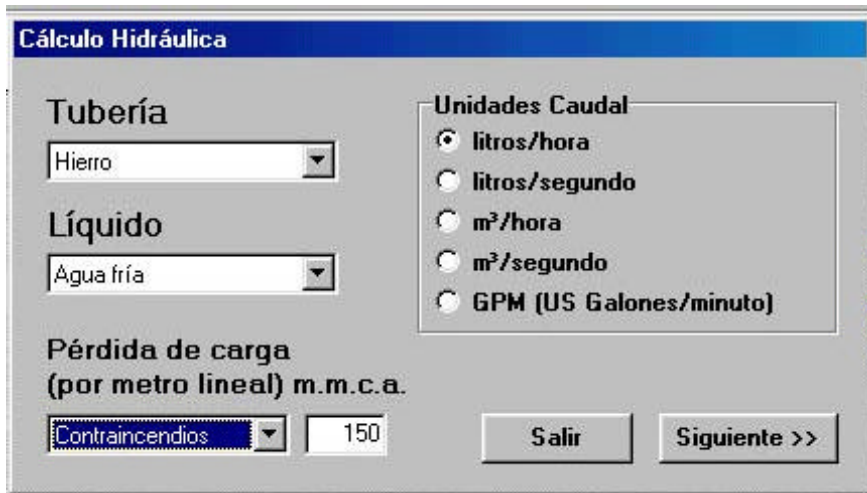 Cálculo Hidráulica
Tubería
Hierro
Líquido
Agua fría
Pérdida de carga
(por metro lineal) m.m.c.a.
Contraincendios
150
Unidades Caudal
litros/hora
litros/segundo
m³/hora
m³/segundo
GPM (US Galones/minuto)
Salir
Siguiente >>